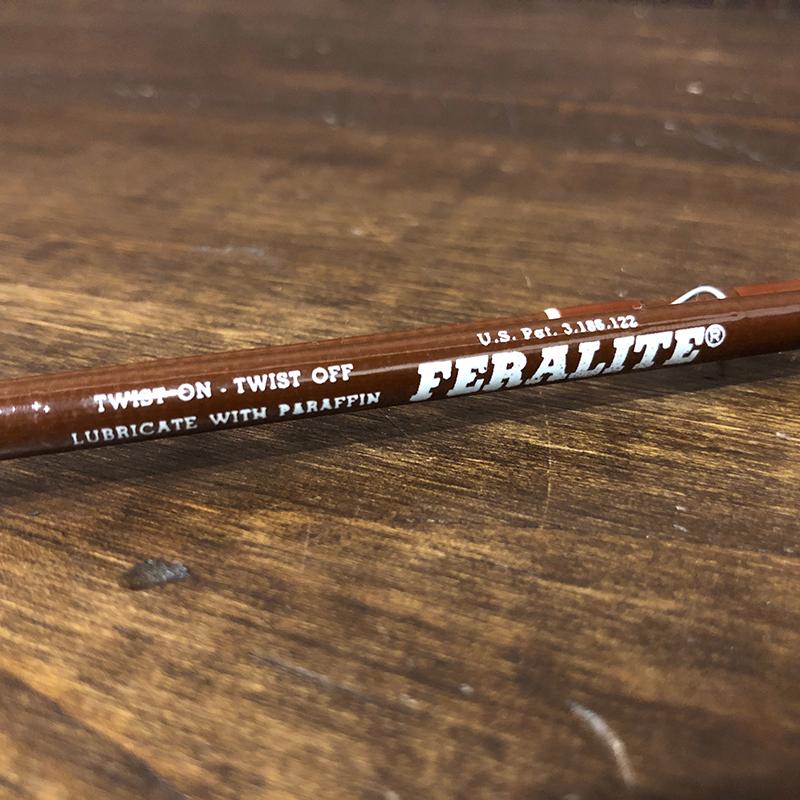 U.S. Pat. 3,186,122
FERALITE®
TWIST ON - TWIST OFF
LUBRICATE WITH PARAFFIN